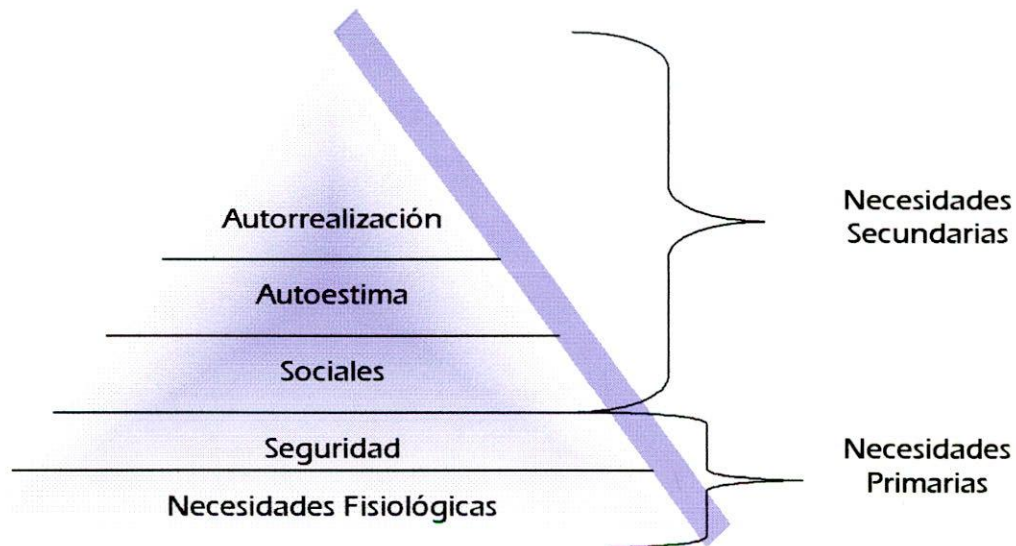 Autorrealización
Autoestima
Sociales
Seguridad
Necesidades Fisiológicas
Necesidades
Secundarias
Necesidades
Primarias